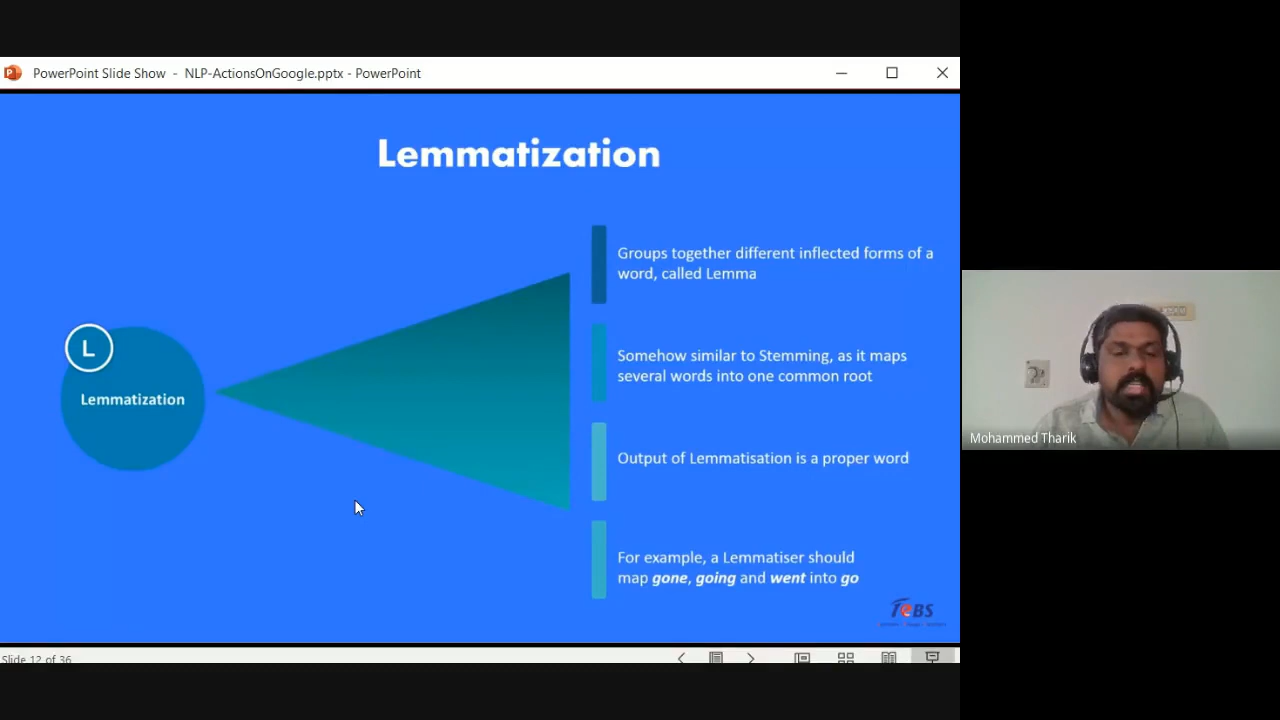 PowerPoint Slide Show - NLP-ActionsOnGoogle.pptx - PowerPoint
Lemmatization
Groups together different inflected forms of a
word, called Lemma
Somehow similar to Stemming, as it maps
several words into one common root
L
Lemmatization
Output of Lemmatisation is a proper word
For example, a Lemmatiser should
map gone, going and went into go
TeBS
Slide 12 of 36
Mohammed Tharik